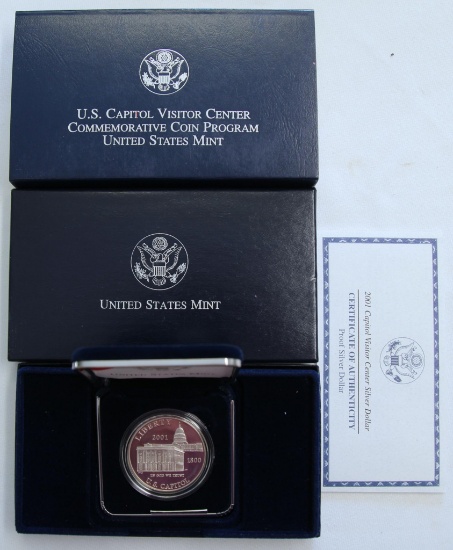 U.S. CAPITOL VISITOR CENTER
COMMEMORATIVE COIN PROGRAM
UNITED STATES MINT
UNITED STATES MINT
2001 Capitol Visitor Center Silver Dollar
CERTIFICATE OF AUTHENTICITY
Proof Silver Dollar
LIBERTY
2001
1800
IN GOD WE TRUST
U.S. CAPITOL